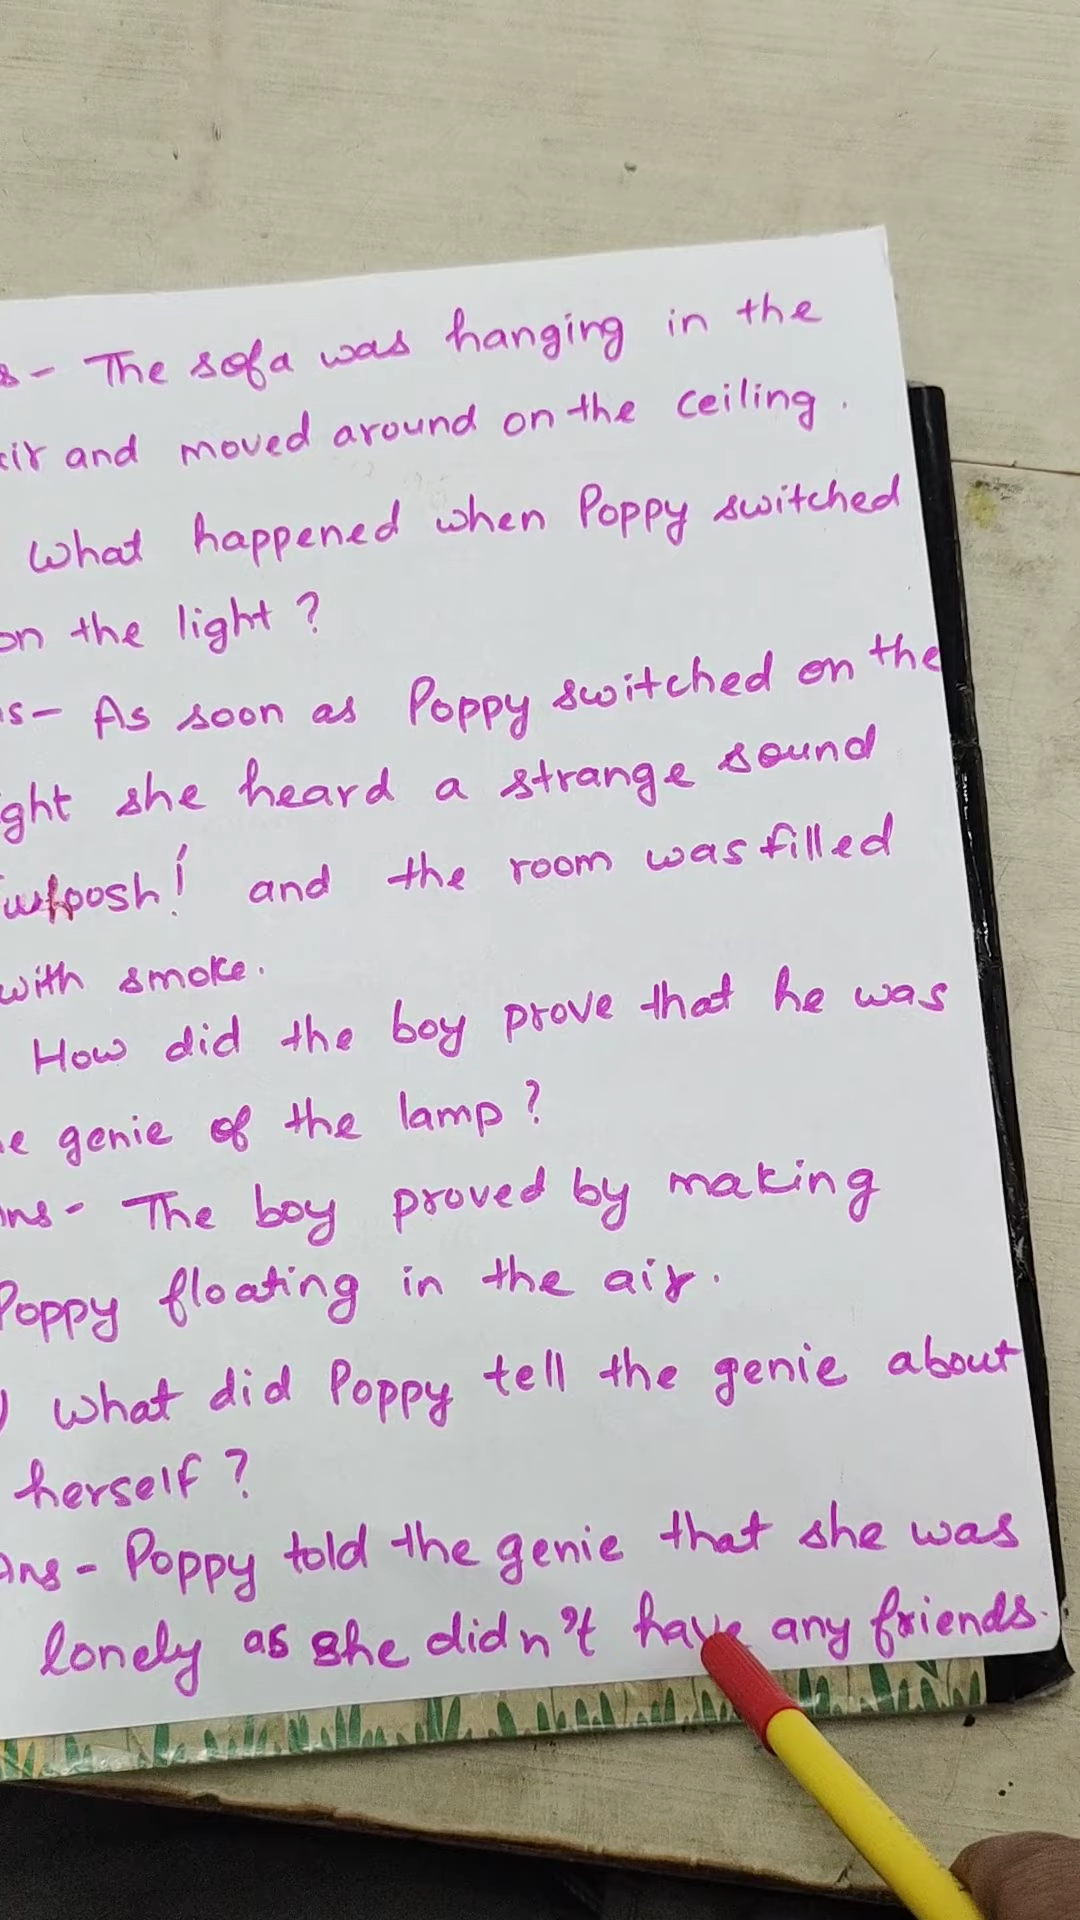 s- The sofa was hanging in the
air and moved around on the ceiling.
What happened when Poppy switched
on the light?
ns- As soon as Poppy switched on the
ight she heard a strange sound
whoosh! and the room was filled
with smoke.
How did the boy prove that he was
e genie of the lamp?
Ans- The boy proved by making
Poppy floating in the air.
) What did Poppy tell the genie about
herself?
Ans- Poppy told the genie that she was
lonely as she didn't have any friends.